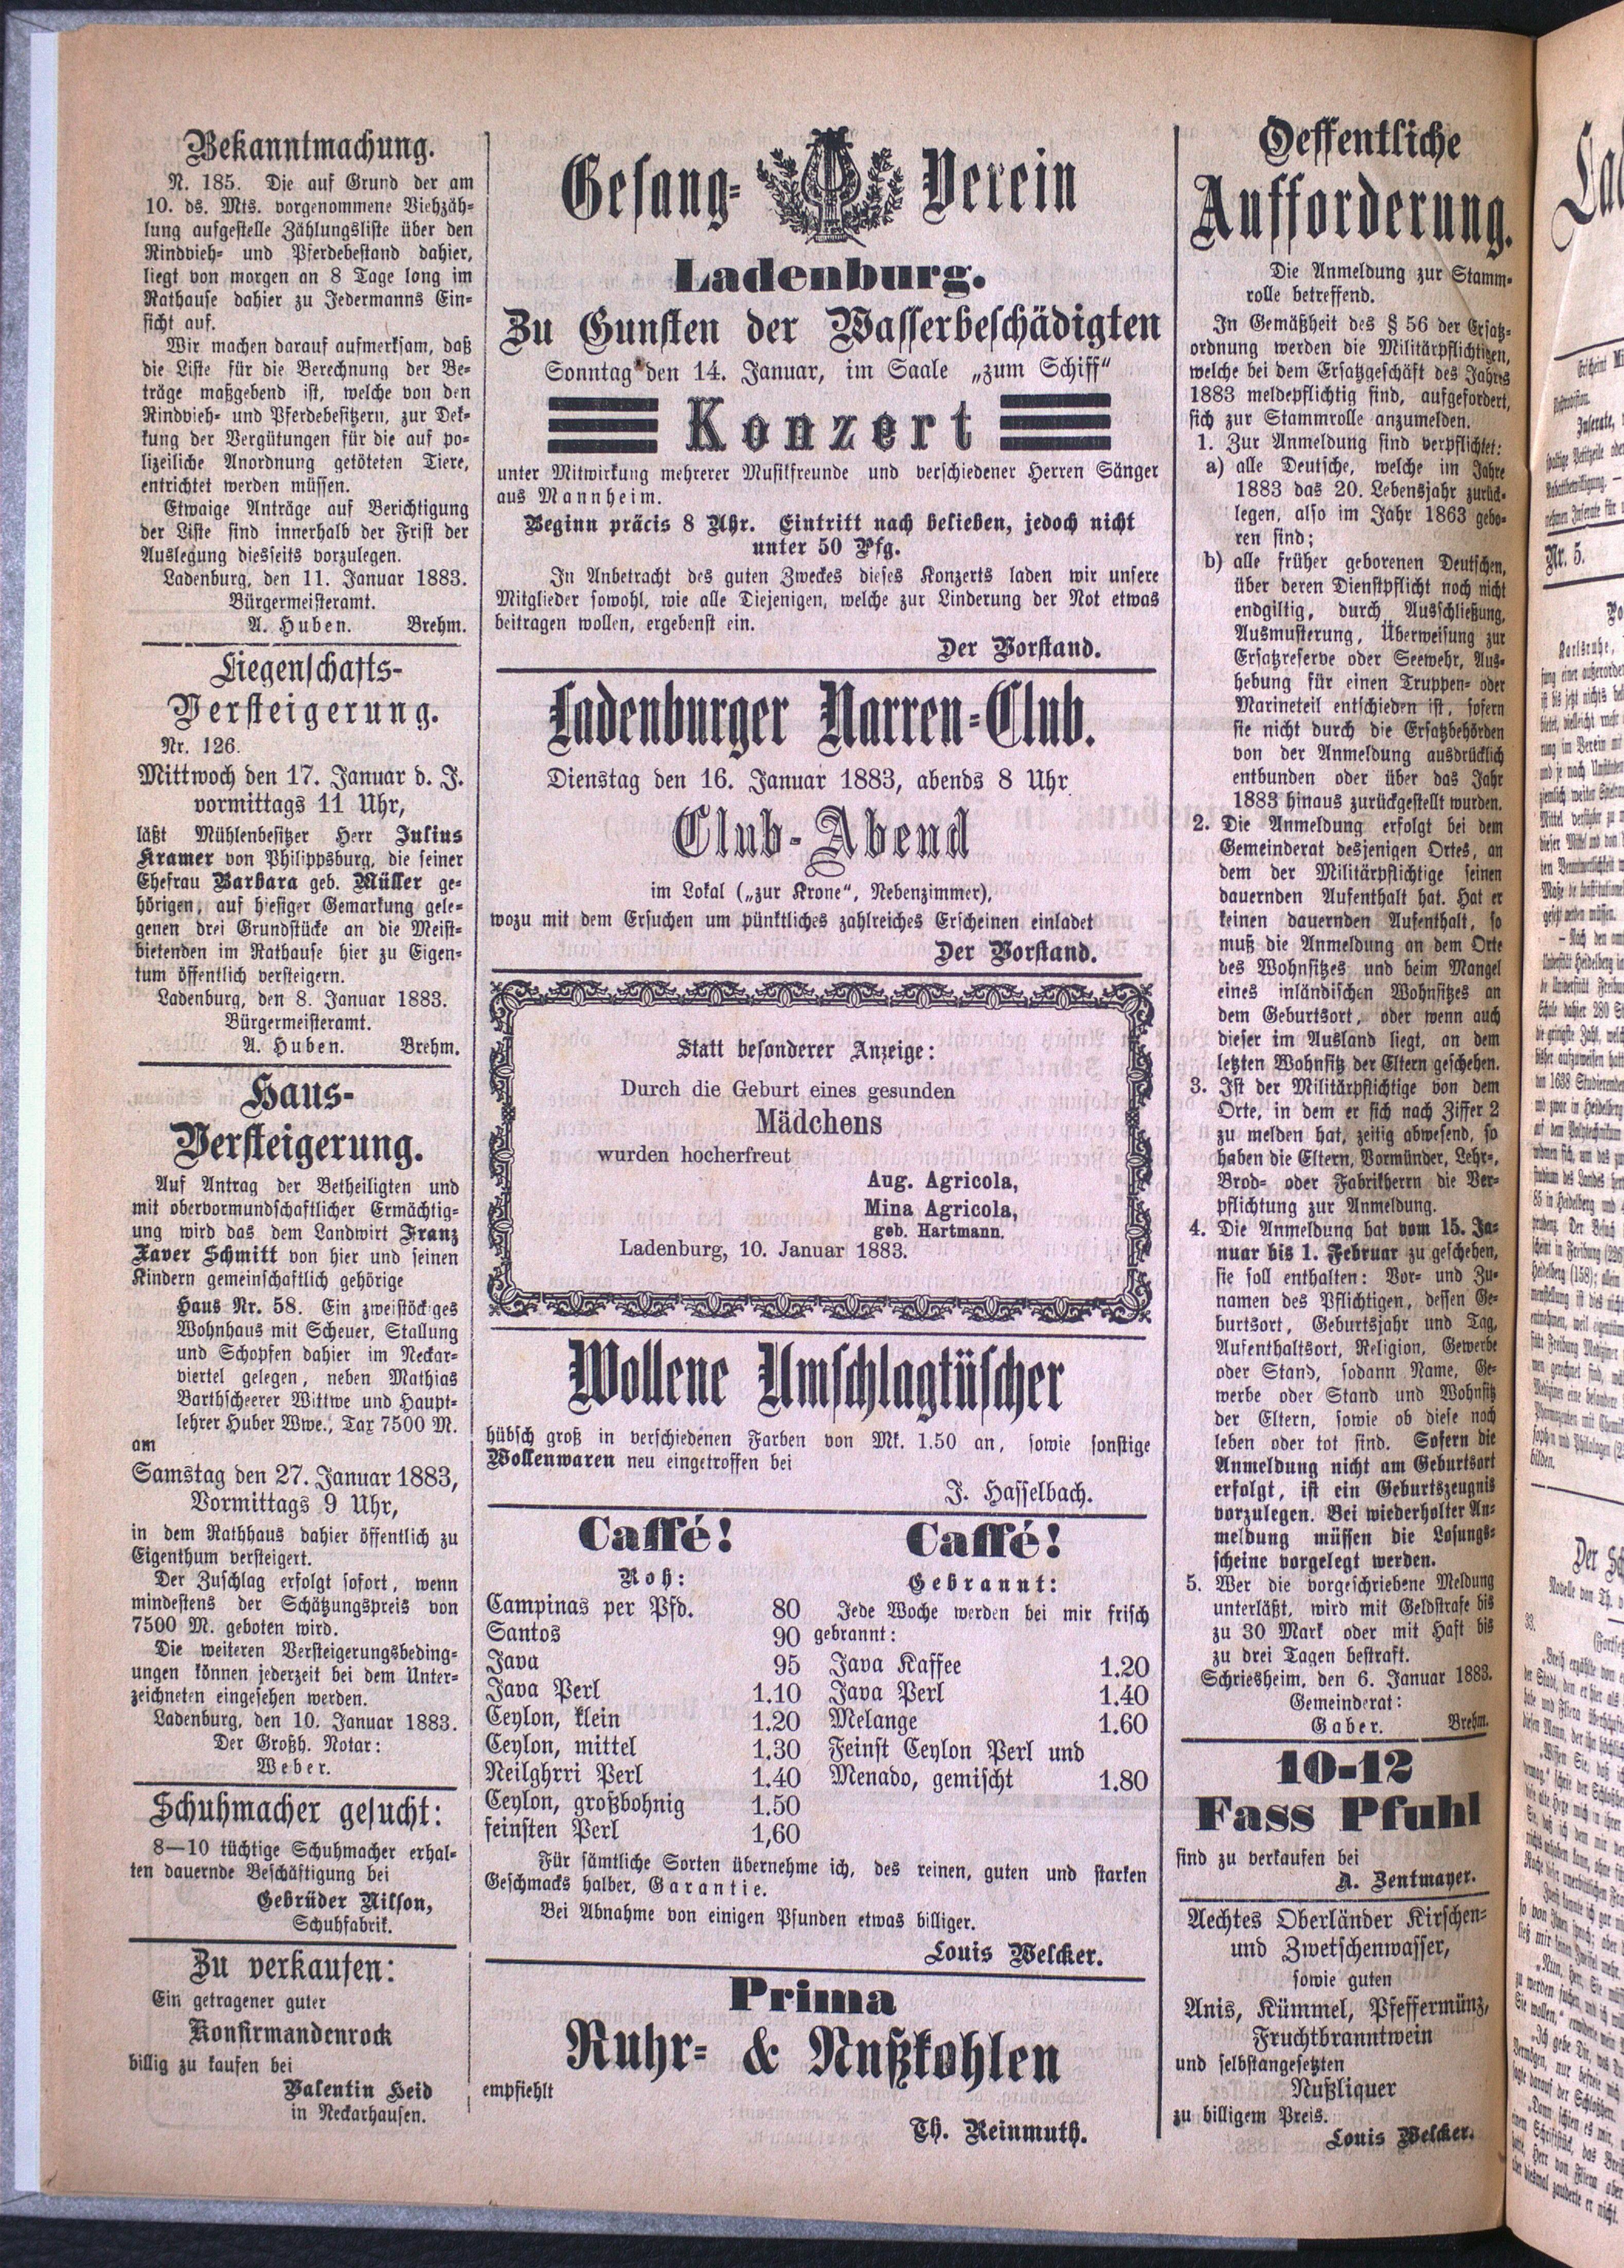 Bekanntmachung.
N. 185. Die auf Grund der am
10. ds. Mts. vorgenommene Viehzäh-
lung aufgestelle Zählungsliste über den
Rindvieh- und Pferdebestand dahier,
liegt von morgen an 8 Tage long im
Rathause dahier zu Jedermanns Ein-
sicht auf.
Wir machen darauf aufmerksam, daß
die Liste für die Berechnung der Be-
träge maßgebend ist, welche von den
Rindvieh- und Pferdebesitzern, zur Dek-
kung der Vergütungen für die auf po-
lizeiliche Anordnung getöteten Tiere,
entrichtet werden müssen.
Etwaige Anträge auf Berichtigung
der Liste sind innerhalb der Frist der
Auslegung diesseits vorzulegen.
Ladenburg, den 11. Januar 1883.
Bürgermeisteramt.
A. Huben. Brehm.
Liegenschafts-
Versteigerung.
Nr. 126.
Mittwoch den 17. Januar d. J.
vormittags 11 Uhr,
läßt Mühlenbesitzer Herr Julius
Kramer von Philippsburg, die seiner
Ehefrau Barbara geb. Müller ge-
hörigen, auf hiesiger Gemarkung gele-
genen drei Grundstücke an die Meist-
bietenden im Rathause hier zu Eigen-
tum öffentlich versteigern.
Ladenburg, den 8. Januar 1883.
Bürgermeisteramt.
A. Huben. Brehm.
Haus-
Versteigerung.
Auf Antrag der Betheiligten und
mit obervormundschaftlicher Ermächtig-
ung wird das dem Landwirt Franz
Xaver Schmitt von hier und seinen
Kindern gemeinschaftlich gehörige
Haus Nr. 58. Ein zweistöckiges
Wohnhaus mit Scheuer, Stallung
und Schopfen dahier im Neckar-
viertel gelegen, neben Mathias
Barthscheerer Wittwe und Haupt-
lehrer Huber Wwe., Tax 7500 M.
am
Samstag den 27. Januar 1883,
Vormittags 9 Uhr,
in dem Rathhaus dahier öffentlich zu
Eigenthum versteigert.
Der Zuschlag erfolgt sofort, wenn
mindestens der Schätzungspreis von
7500 M. geboten wird.
Die weiteren Versteigerungsbeding-
ungen können jederzeit bei dem Unter-
zeichneten eingesehen werden.
Ladenburg, den 10. Januar 1883.
Der Großh. Notar:
Weber.
Schuhmacher gesucht:
8—10 tüchtige Schuhmacher erhal-
ten dauernde Beschäftigung bei
Gebrüder Nilson,
Schuhfabrik.
Zu verkaufen:
Ein getragener guter
Konfirmandenrock
billig zu kaufen bei
Valentin Heid
in Neckarhausen.
Gesang- Verein
Ladenburg.
Zu Gunsten der Wasserbeschädigten
Sonntag den 14. Januar, im Saale „zum Schiff“
Konzert
unter Mitwirkung mehrerer Musikfreunde und verschiedener Herren Sänger
aus Mannheim.
Beginn präcis 8 Uhr. Eintritt nach belieben, jedoch nicht
unter 50 Pfg.
In Anbetracht des guten Zweckes dieses Konzerts laden wir unsere
Mitglieder sowohl, wie alle Diejenigen, welche zur Linderung der Not etwas
beitragen wollen, ergebenst ein.
Der Vorstand.
Ladenburger Narren-Club.
Dienstag den 16. Januar 1883, abends 8 Uhr
Club-Abend
im Lokal („zur Krone“, Nebenzimmer),
wozu mit dem Ersuchen um pünktliches zahlreiches Erscheinen einladet
Der Vorstand.
Statt besonderer Anzeige:
Durch die Geburt eines gesunden
Mädchens
wurden hocherfreut
Aug. Agricola,
Mina Agricola,
geb. Hartmann.
Ladenburg, 10. Januar 1883.
Wollene Umschlagtüscher
hübsch groß in verschiedenen Farben von Mk. 1.50 an, sowie sonstige
Wollenwaren neu eingetroffen bei
J. Hasselbach.
Caffé!
Roh:
Campinas per Pfd. 80
Santos 90
Java 95
Java Perl 1.10
Ceylon, klein 1.20
Ceylon, mittel 1.30
Neilghrri Perl 1.40
Ceylon, großbohnig 1.50
feinsten Perl 1,60
Caffé!
Gebrannt:
Jede Woche werden bei mir frisch
gebrannt:
Java Kaffee 1.20
Java Perl 1.40
Melange 1.60
Feinst Ceylon Perl und
Menado, gemischt 1.80
Für sämtliche Sorten übernehme ich, des reinen, guten und starken
Geschmacks halber, Garantie.
Bei Abnahme von einigen Pfunden etwas billiger.
Louis Welcker.
Prima
Ruhr- & Nußkohlen
empfiehlt
Th. Reinmuth.
Oeffentliche
Aufforderung.
Die Anmeldung zur Stamm-
rolle betreffend.
In Gemäßheit des § 56 der Ersatz-
ordnung werden die Militärpflichtigen,
welche bei dem Ersatzgeschäft des Jahres
1883 meldepflichtig sind, aufgefordert,
sich zur Stammrolle anzumelden.
1. Zur Anmeldung sind verpflichtet:
a) alle Deutsche, welche im Jahre
1883 das 20. Lebensjahr zurück-
legen, also im Jahr 1863 gebo-
ren sind;
b) alle früher geborenen Deutschen,
über deren Dienstpflicht noch nicht
endgiltig, durch Ausschließung,
Ausmusterung, Überweisung zur
Ersatzreserve oder Seewehr, Aus-
hebung für einen Truppen- oder
Marineteil entschieden ist, sofern
sie nicht durch die Ersatzbehörden
von der Anmeldung ausdrücklich
entbunden oder über das Jahr
1883 hinaus zurückgestellt wurden.
2. Die Anmeldung erfolgt bei dem
Gemeinderat desjenigen Ortes, an
dem der Militärpflichtige seinen
dauernden Aufenthalt hat. Hat er
keinen dauernden Aufenthalt, so
muß die Anmeldung an dem Orte
des Wohnsitzes und beim Mangel
eines inländischen Wohnsitzes an
dem Geburtsort, oder wenn auch
dieser im Ausland liegt, an dem
letzten Wohnsitz der Eltern geschehen.
3. Ist der Militärpflichtige von dem
Orte, in dem er sich nach Ziffer 2
zu melden hat, zeitig abwesend, so
haben die Eltern, Vormünder, Lehr-,
Brod- oder Fabrikherrn die Ver-
pflichtung zur Anmeldung.
4. Die Anmeldung hat vom 15. Ja-
nuar bis 1. Februar zu geschehen,
sie soll enthalten: Vor- und Zu-
namen des Pflichtigen, dessen Ge-
burtsort, Geburtsjahr und Tag,
Aufenthaltsort, Religion, Gewerbe
oder Stand, sodann Name, Ge-
werbe oder Stand und Wohnsitz
der Eltern, sowie ob diese noch
leben oder tot sind. Sofern die
Anmeldung nicht am Geburtsort
erfolgt, ist ein Geburtszeugnis
vorzulegen. Bei wiederholter An-
meldung müssen die Losungs-
scheine vorgelegt werden.
5. Wer die vorgeschriebene Meldung
unterläßt, wird mit Geldstrafe bis
zu 30 Mark oder mit Haft bis
zu drei Tagen bestraft.
Schriesheim, den 6. Januar 1883.
Gemeinderat:
Gaber. Brehm.
10-12
Fass Pfuhl
sind zu verkaufen bei
A. Zentmayer.
Aechtes Oberländer Kirschen-
und Zwetschenwasser,
sowie guten
Anis, Kümmel, Pfeffermünz,
Fruchtbranntwein
und selbstangesetzten
Nußliquer
zu billigem Preis.
Louis Welcker.
Nr. 5.